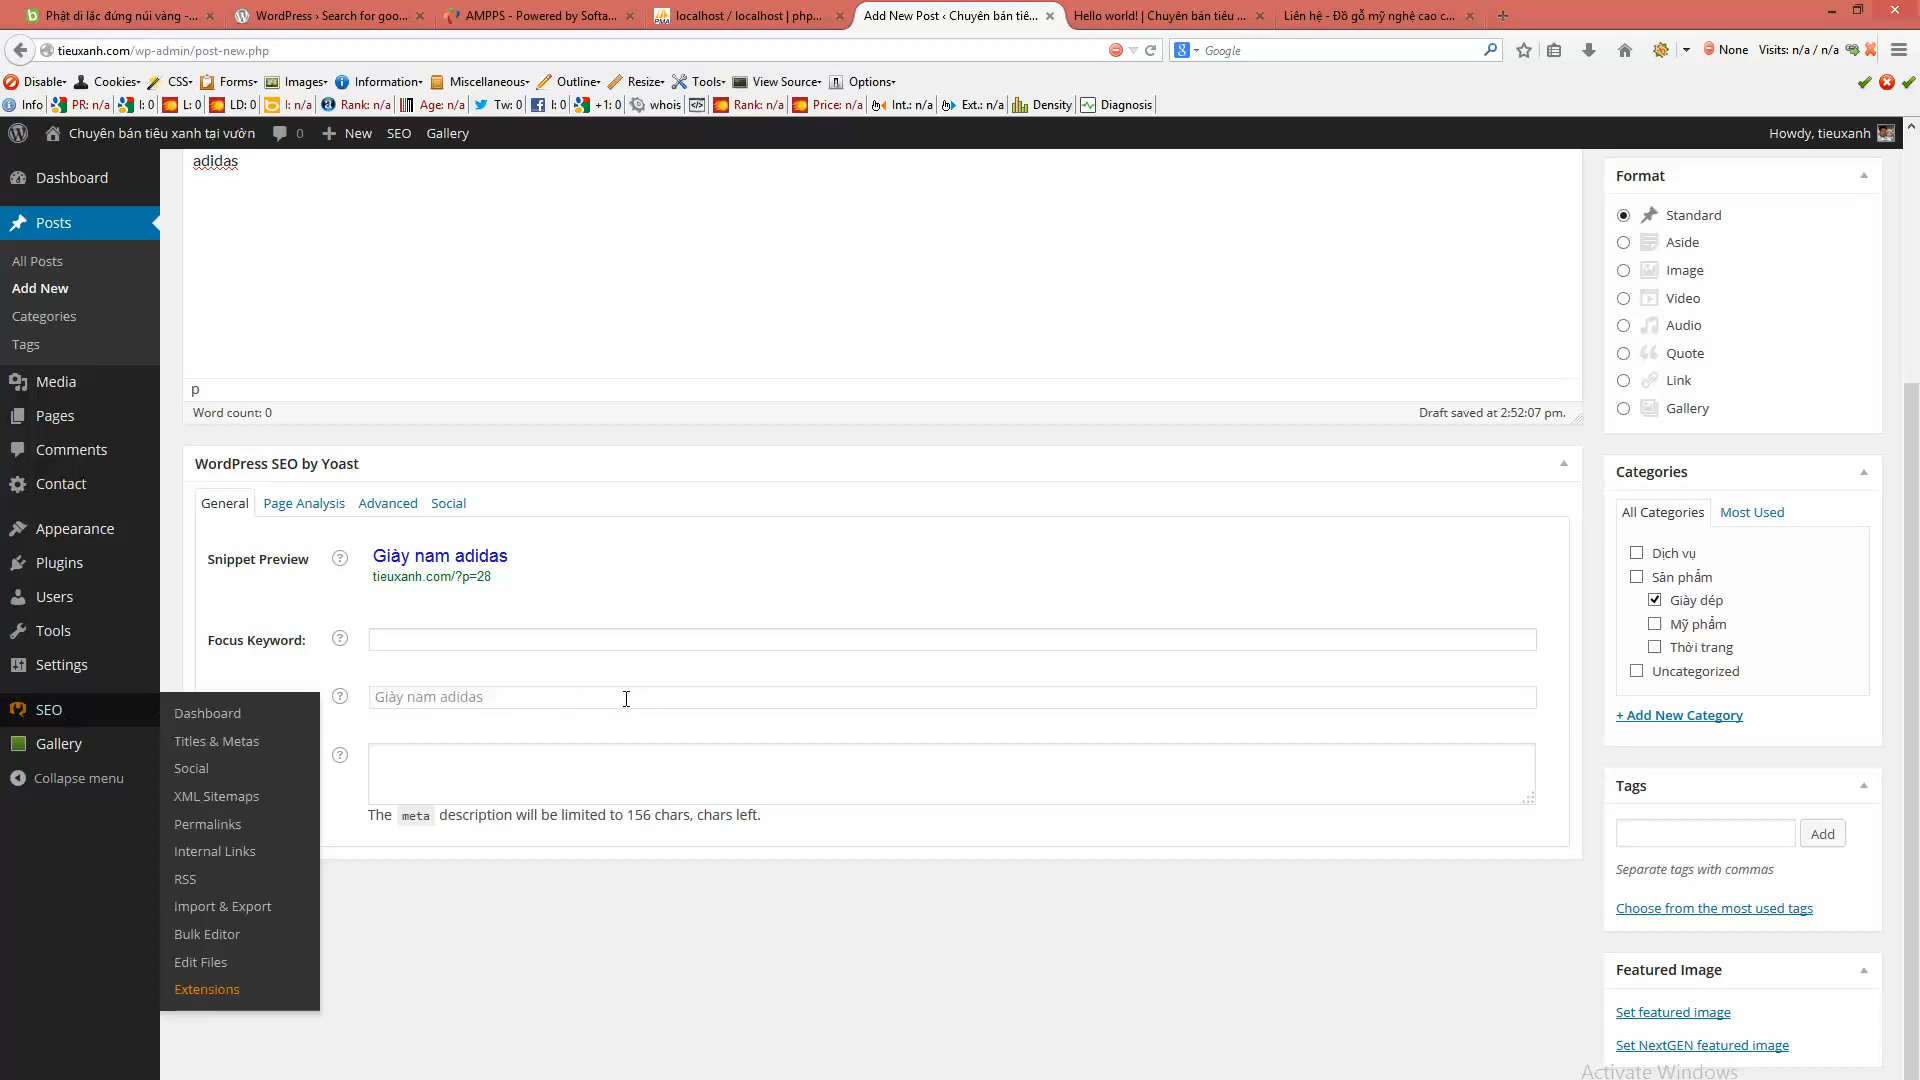 Phật di lặc đứng núi vàng -...
WordPress › Search for goo...
AMPPS - Powered by Softa...
localhost / localhost | php...
Add New Post ‹ Chuyên bán tiê...
Hello world! | Chuyên bán tiêu ...
Liên hệ - Đồ gỗ mỹ nghệ cao c...
tieuxanh.com/wp-admin/post-new.php
Google
None Visits: n/a / n/a
Disable Cookies CSS Forms Images Information Miscellaneous Outline Resize Tools View Source Options
Info PR: n/a I: 0 L: 0 LD: 0 I: n/a Rank: n/a Age: n/a Tw: 0 I: 0 +1: 0 whois Rank: n/a Price: n/a Int.: n/a Ext.: n/a Density Diagnosis
Chuyên bán tiêu xanh tại vườn 0 New SEO Gallery
Howdy, tieuxanh
Dashboard
Posts
All Posts
Add New
Categories
Tags
Media
Pages
Comments
Contact
Appearance
Plugins
Users
Tools
Settings
SEO
Gallery
Collapse menu
Dashboard
Titles & Metas
Social
XML Sitemaps
Permalinks
Internal Links
RSS
Import & Export
Bulk Editor
Edit Files
Extensions
adidas
p
Word count: 0
Draft saved at 2:52:07 pm.
WordPress SEO by Yoast
General Page Analysis Advanced Social
Snippet Preview ? Giày nam adidas
tieuxanh.com/?p=28
Focus Keyword: ?
? Giày nam adidas
?
The meta description will be limited to 156 chars, chars left.
Format
Standard
Aside
Image
Video
Audio
Quote
Link
Gallery
Categories
All Categories Most Used
Dịch vụ
Sản phẩm
Giày dép
Mỹ phẩm
Thời trang
Uncategorized
+ Add New Category
Tags
Add
Separate tags with commas
Choose from the most used tags
Featured Image
Set featured image
Set NextGEN featured image
Activate Windows